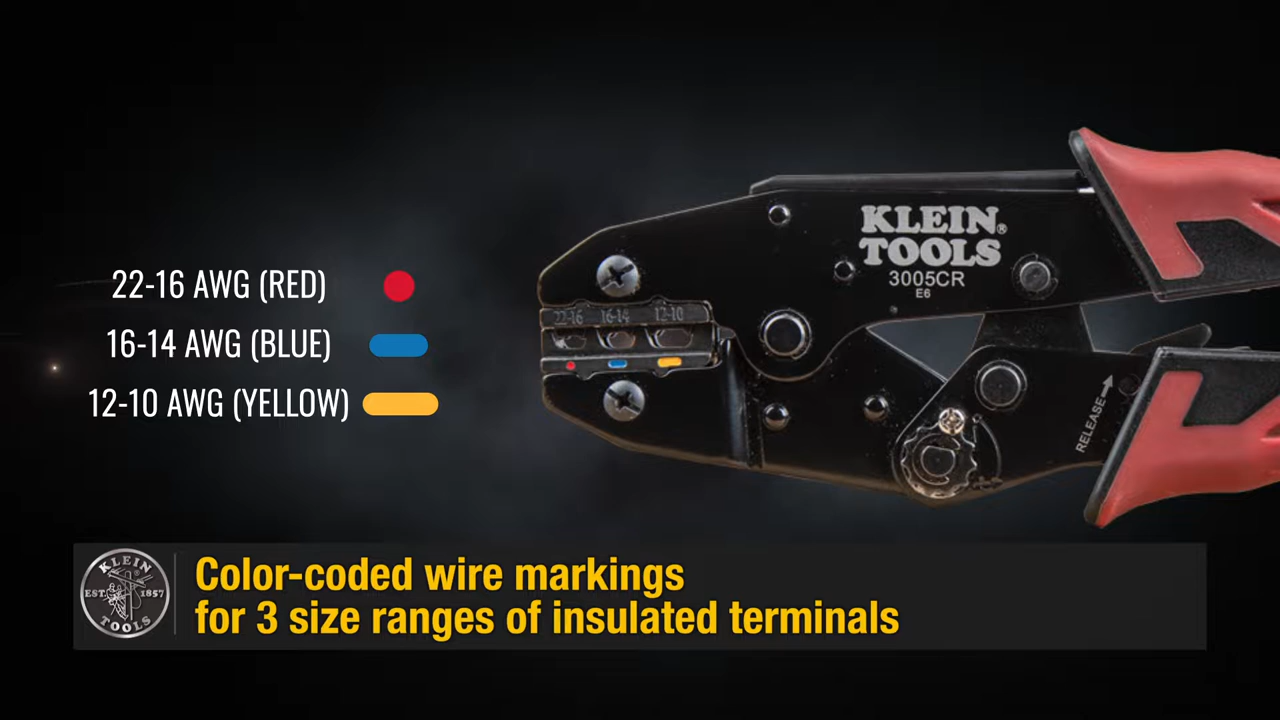 22-16 AWG (RED)
16-14 AWG (BLUE)
12-10 AWG (YELLOW)
KLEIN
TOOLS®
3005CR
E6
22-16 16-14 12-10
RELEASE
KLEIN
EST. 1857
TOOLS
Color-coded wire markings
for 3 size ranges of insulated terminals